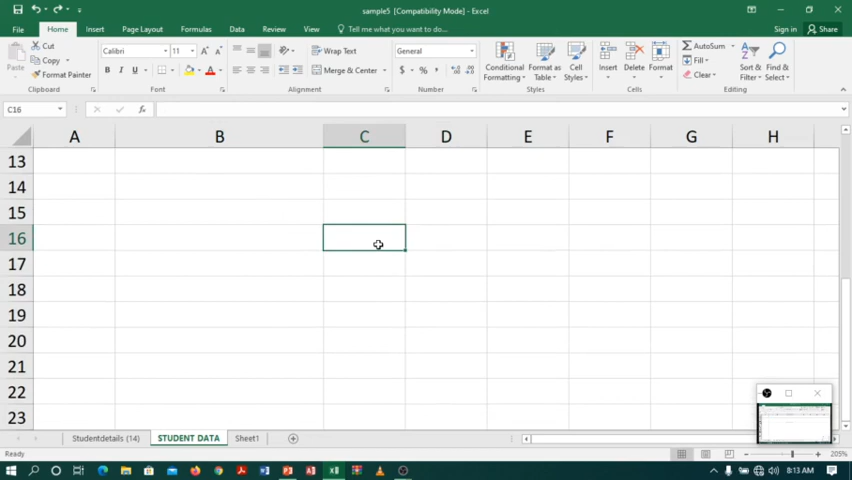 sample5 [Compatibility Mode] - Excel
File Home Insert Page Layout Formulas Data Review View Tell me what you want to do... Sign in Share
Paste
Cut
Copy
Format Painter
Clipboard
Calibri 11
B I U
Font
Wrap Text
Merge & Center
Alignment
General
$ % ,
Number
Conditional Formatting
Format as Table
Cell Styles
Styles
Insert Delete Format
Cells
AutoSum
Fill
Clear
Sort & Filter
Find & Select
Editing
C16 fx
A B C D E F G H
13
14
15
16
17
18
19
20
21
22
23
Studentdetails (14) STUDENT DATA Sheet1
Ready 205%
8:13 AM